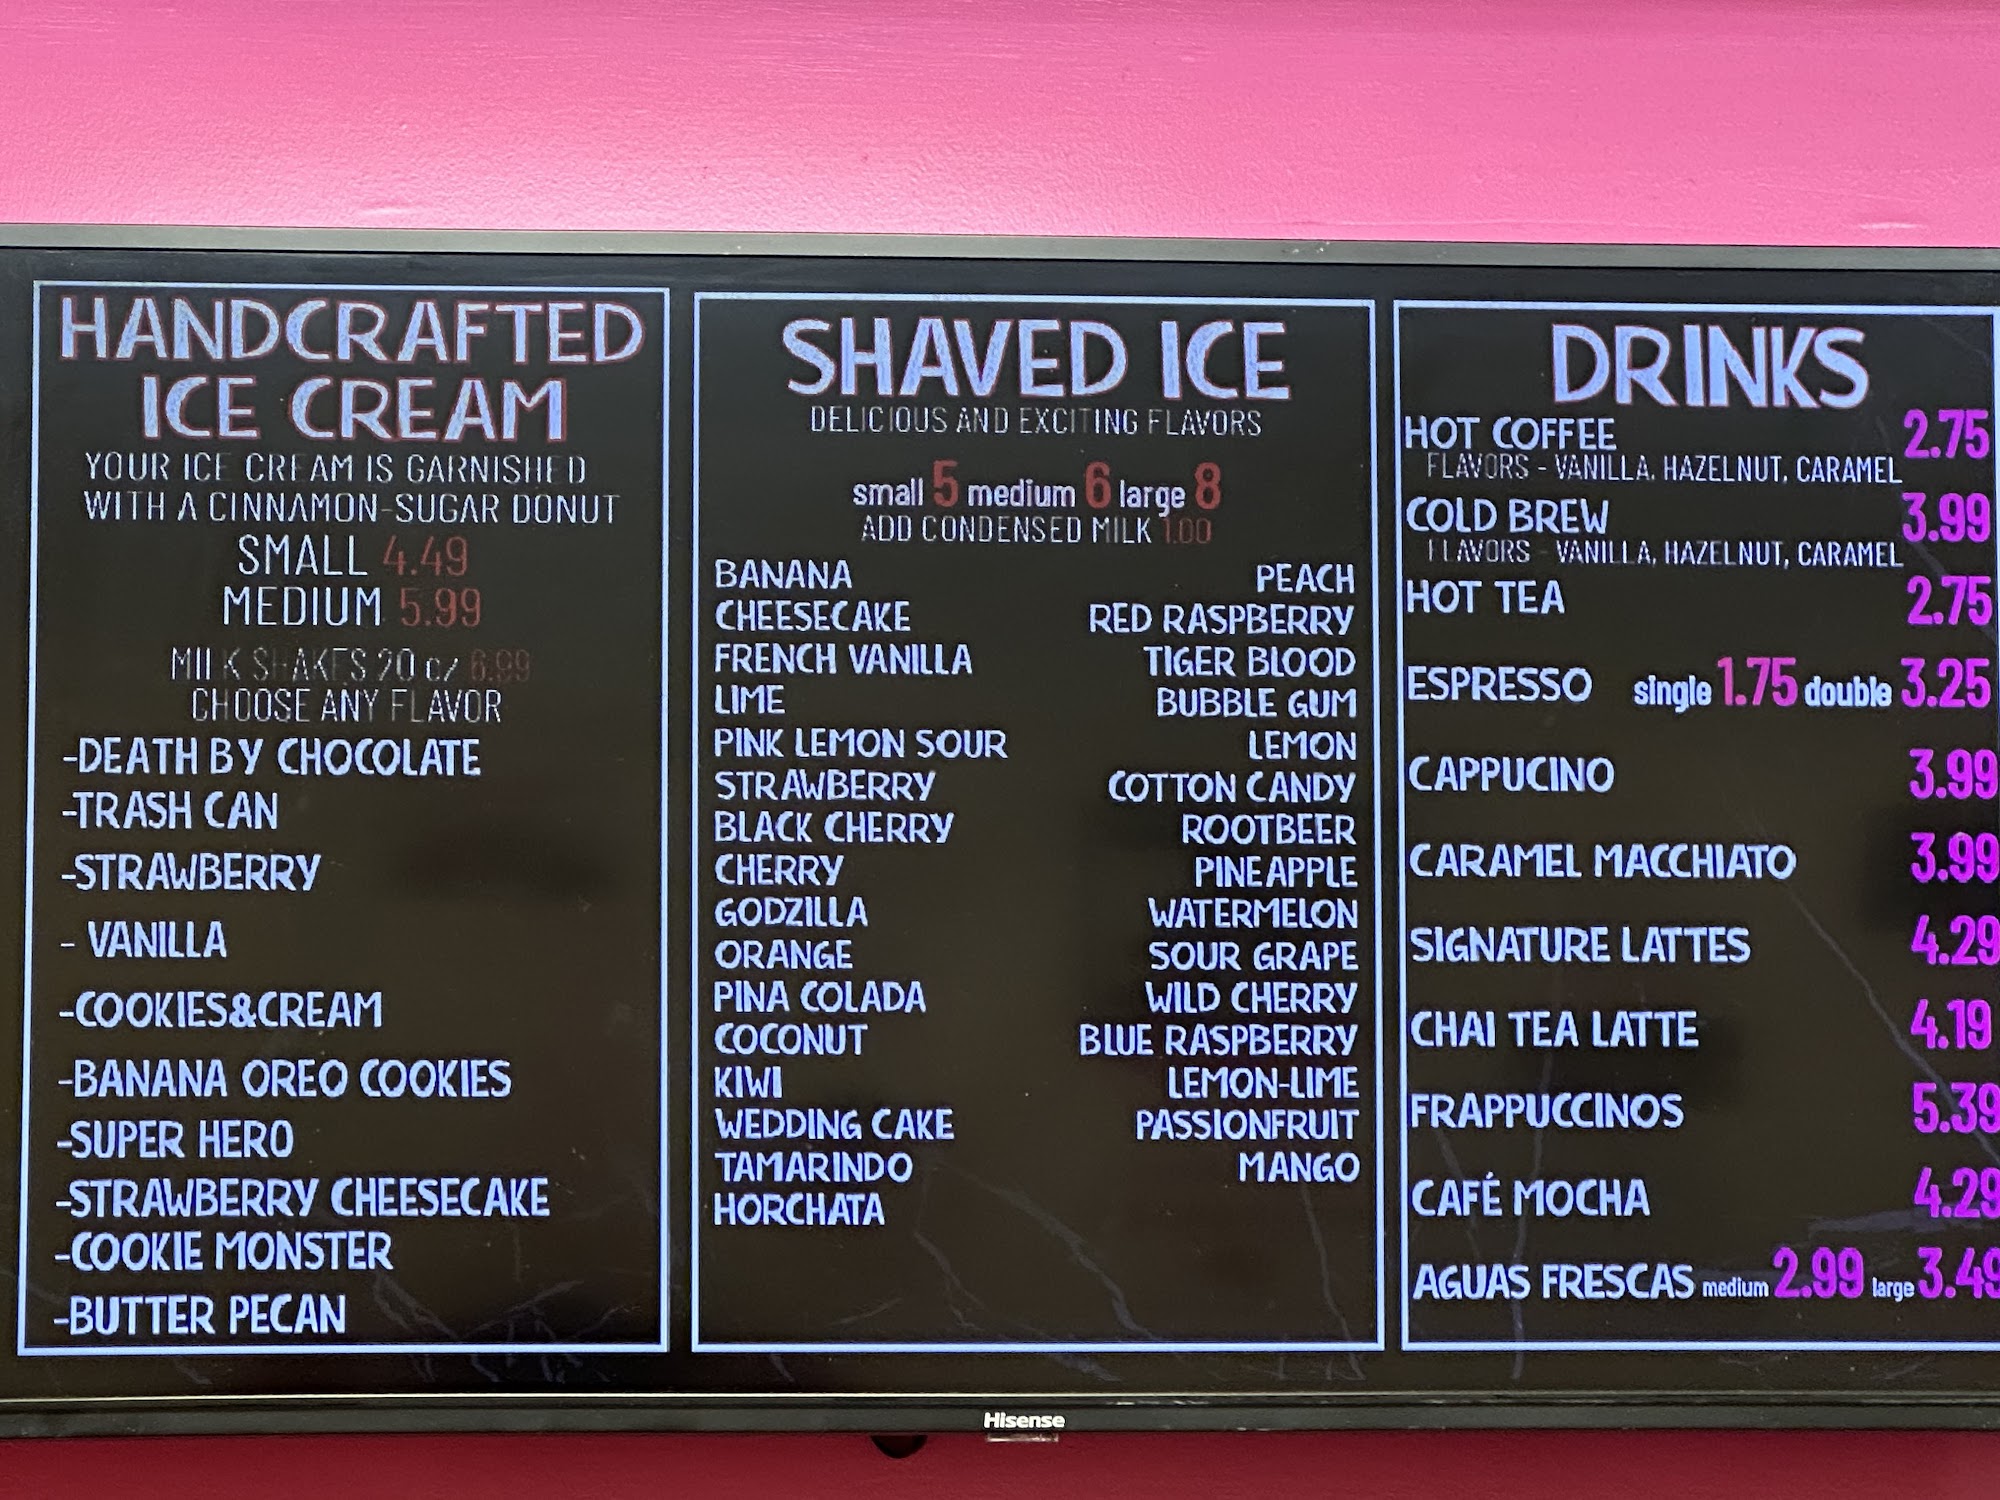 HANDCRAFTED
ICE CREAM
YOUR ICE CREAM IS GARNISHED
WITH A CINNAMON-SUGAR DONUT
SMALL 4.49
MEDIUM 5.99
MILK SHAKES 20 oz 6.99
CHOOSE ANY FLAVOR
-DEATH BY CHOCOLATE
-TRASH CAN
-STRAWBERRY
- VANILLA
-COOKIES&CREAM
-BANANA OREO COOKIES
-SUPER HERO
-STRAWBERRY CHEESECAKE
-COOKIE MONSTER
-BUTTER PECAN
SHAVED ICE
DELICIOUS AND EXCITING FLAVORS
small 5 medium 6 large 8
ADD CONDENSED MILK 1.00
BANANA
CHEESECAKE
FRENCH VANILLA
LIME
PINK LEMON SOUR
STRAWBERRY
BLACK CHERRY
CHERRY
GODZILLA
ORANGE
PINA COLADA
COCONUT
KIWI
WEDDING CAKE
TAMARINDO
HORCHATA
PEACH
RED RASPBERRY
TIGER BLOOD
BUBBLE GUM
LEMON
COTTON CANDY
ROOTBEER
PINEAPPLE
WATERMELON
SOUR GRAPE
WILD CHERRY
BLUE RASPBERRY
LEMON-LIME
PASSIONFRUIT
MANGO
DRINKS
HOT COFFEE 2.75
FLAVORS - VANILLA, HAZELNUT, CARAMEL
COLD BREW 3.99
FLAVORS - VANILLA, HAZELNUT, CARAMEL
HOT TEA 2.75
ESPRESSO single 1.75 double 3.25
CAPPUCINO 3.99
CARAMEL MACCHIATO 3.99
SIGNATURE LATTES 4.29
CHAI TEA LATTE 4.19
FRAPPUCCINOS 5.39
CAFÉ MOCHA 4.29
AGUAS FRESCAS medium 2.99 large 3.49
Hisense